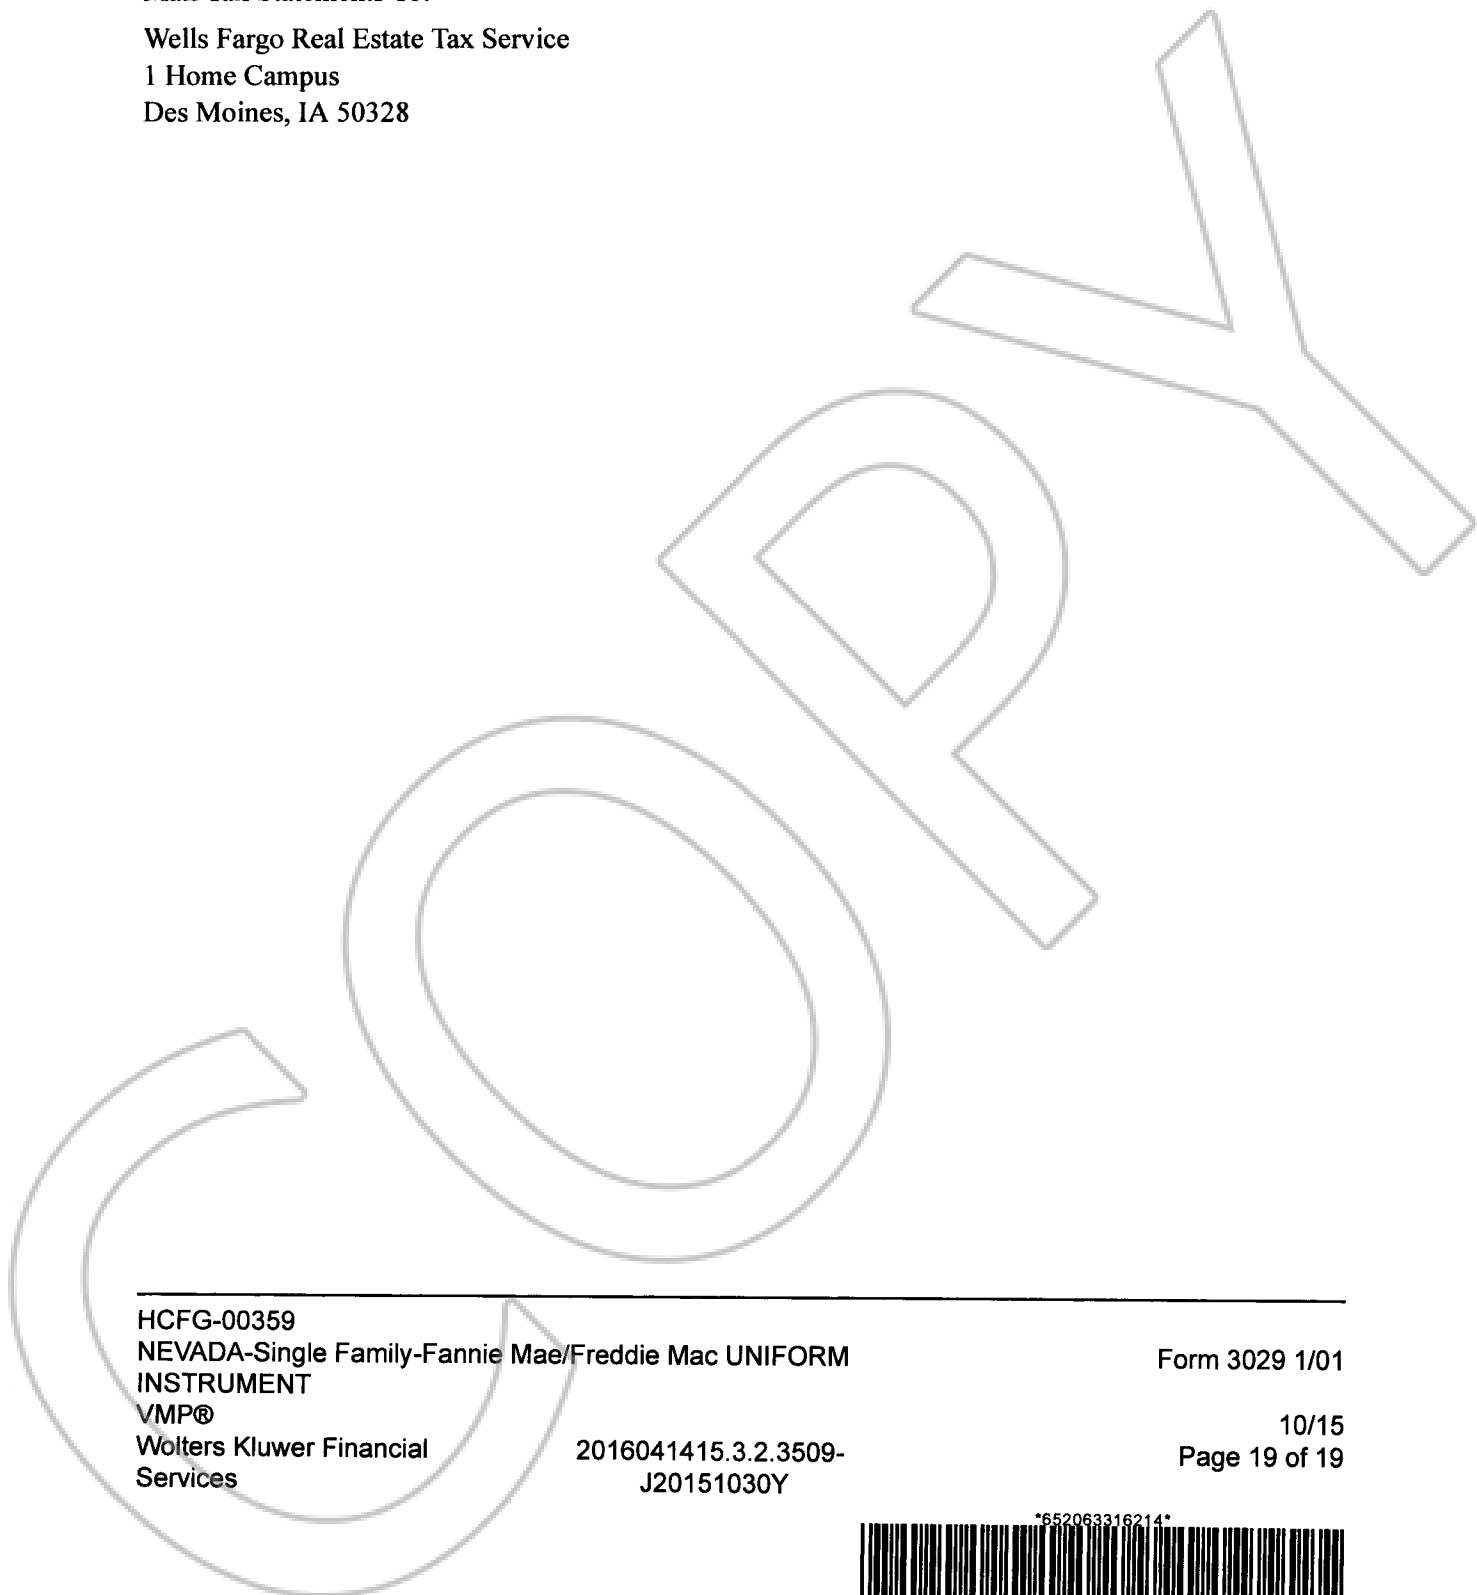 Wells Fargo Real Estate Tax Service
1 Home Campus
Des Moines, IA 50328
COPY
HCFG-00359
NEVADA-Single Family-Fannie Mae/Freddie Mac UNIFORM
INSTRUMENT
Form 3029 1/01
VMP®
10/15
Wolters Kluwer Financial
Services
2016041415.3.2.3509-
J20151030Y
Page 19 of 19
*652063316214*